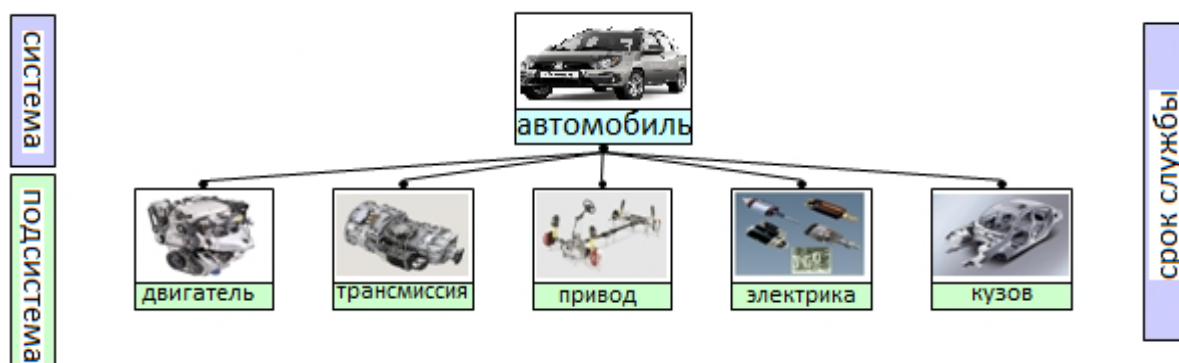 система
автомобиль
срок службы
подсистема
двигатель
трансмиссия
привод
электрика
кузов